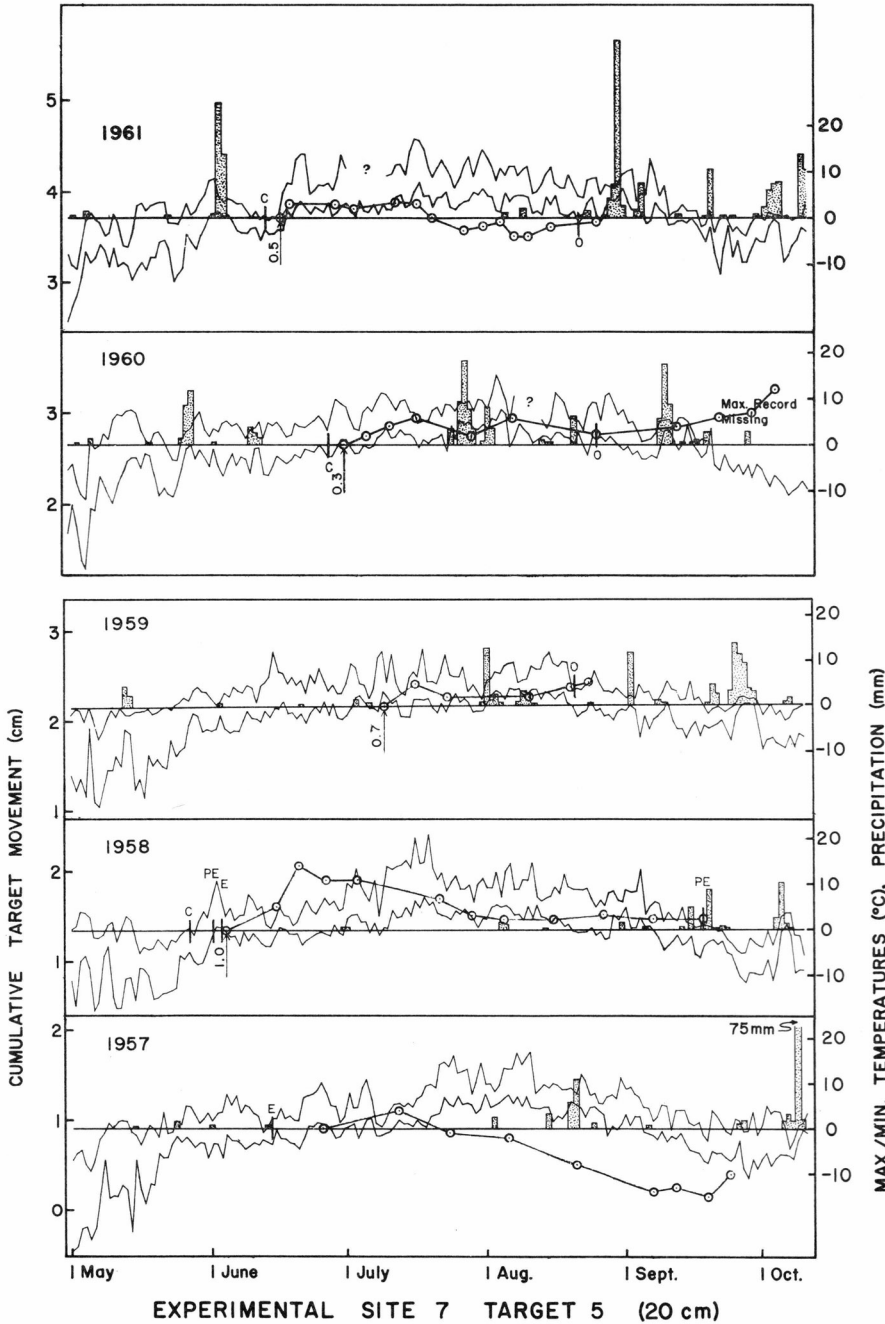 CUMULATIVE TARGET MOVEMENT (cm)
MAX/MIN. TEMPERATURES (°C), PRECIPITATION (mm)
1961
5
4
3
20
10
0
-10
C
0.5
?
O
1960
3
2
20
10
0
-10
C
0.3
?
O
Max. Record
Missing
1959
3
2
1
20
10
0
-10
0.7
O
1958
2
1
20
10
0
-10
C
PE
E
1.0
PE
1957
2
1
0
20
10
0
-10
E
75mm
1 May
1 June
1 July
1 Aug.
1 Sept.
1 Oct.
EXPERIMENTAL SITE 7 TARGET 5 (20 cm)